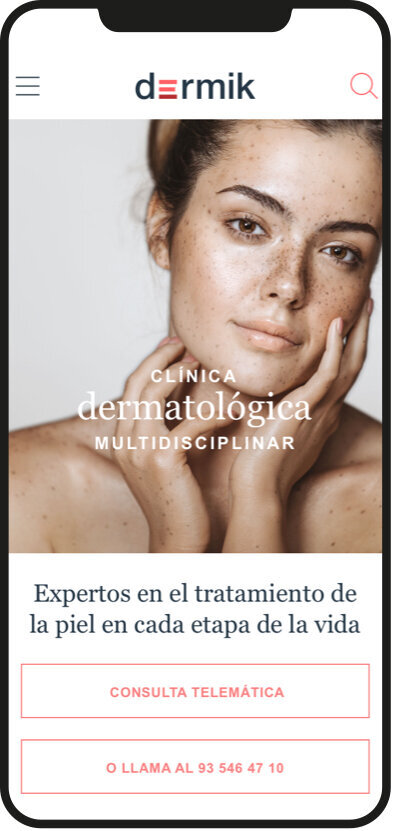 dermik
CLÍNICA
dermatológica
MULTIDISCIPLINAR
Expertos en el tratamiento de
la piel en cada etapa de la vida
CONSULTA TELEMÁTICA
O LLAMA AL 93 546 47 10